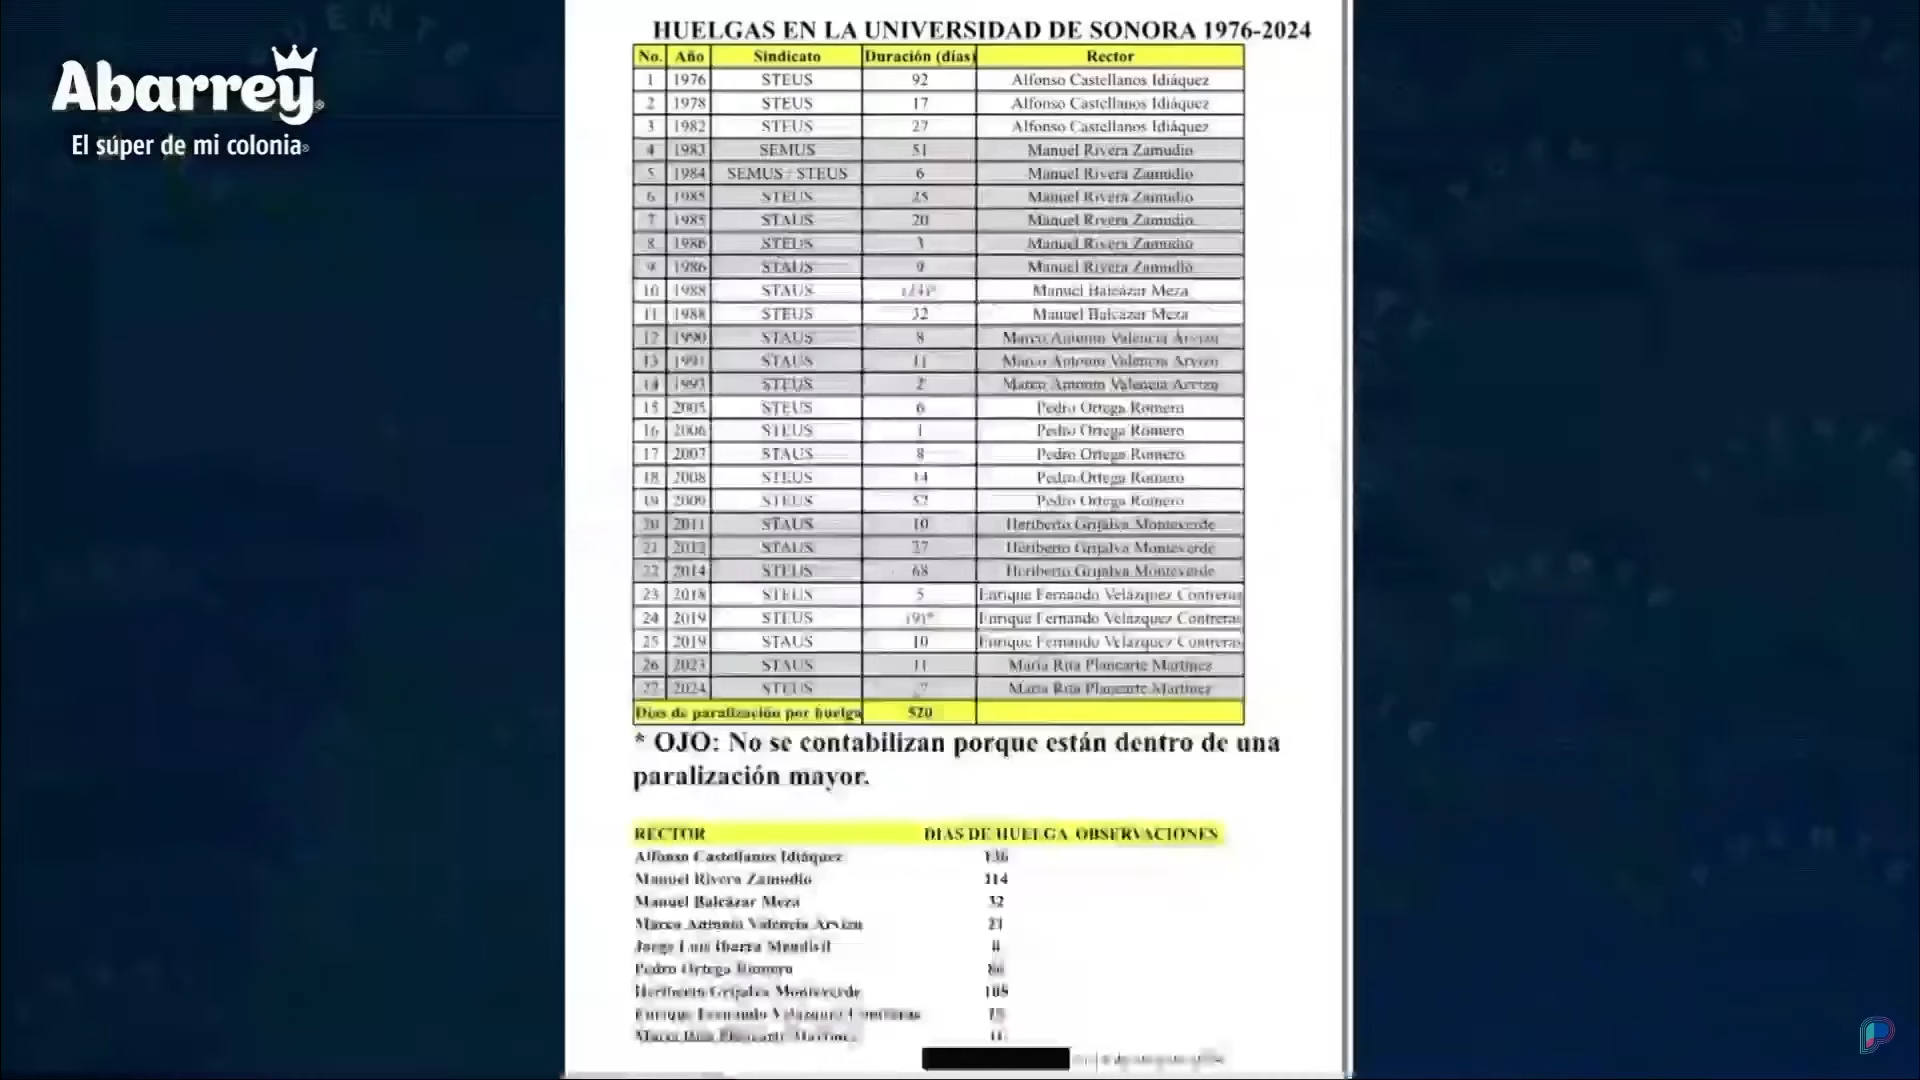 Abarrey
El súper de mi colonia
HUELGAS EN LA UNIVERSIDAD DE SONORA 1976-2024
No. Año Sindicato Duración (días) Rector
1 1976 STEUS 92 Alfonso Castellanos Idiáquez
2 1978 STEUS 17 Alfonso Castellanos Idiáquez
3 1982 STEUS 27 Alfonso Castellanos Idiáquez
4 1983 SEMUS 51 Manuel Rivera Zamudio
5 1984 SEMUS / STEUS 6 Manuel Rivera Zamudio
6 1985 STEUS 25 Manuel Rivera Zamudio
7 1985 STAUS 20 Manuel Rivera Zamudio
8 1986 STEUS 3 Manuel Rivera Zamudio
9 1986 STAUS 9 Manuel Rivera Zamudio
10 1988 STAUS Manuel Balcázar Meza
11 1988 STEUS 32 Manuel Balcázar Meza
12 1990 STAUS 8 Marco Antonio Valencia Arvizu
13 1991 STAUS 11 Marco Antonio Valencia Arvizu
14 1993 STEUS 2 Marco Antonio Valencia Arvizu
15 2005 STEUS 6 Pedro Ortega Romero
16 2006 STEUS 1 Pedro Ortega Romero
17 2007 STAUS 8 Pedro Ortega Romero
18 2008 STEUS 14 Pedro Ortega Romero
19 2009 STEUS 57 Pedro Ortega Romero
20 2011 STAUS 10 Heriberto Grijalva Monteverde
21 STAUS 27 Heriberto Grijalva Monteverde
22 2014 STEUS 68 Heriberto Grijalva Monteverde
23 2018 STEUS 5 Enrique Fernando Velázquez Contreras
24 2019 STEUS (9)* Enrique Fernando Velázquez Contreras
25 2019 STAUS 10 Enrique Fernando Velázquez Contreras
26 2023 STAUS 11 María Rita Plancarte Martínez
27 2024 STEUS ¿? María Rita Plancarte Martínez
Días de paralización por huelga 520
* OJO: No se contabilizan porque están dentro de una
paralización mayor.
RECTOR DIAS DE HUELGA OBSERVACIONES
Alfonso Castellanos Idiáquez 136
Manuel Rivera Zamudio 114
Manuel Balcázar Meza 32
Marco Antonio Valencia Arvizu 21
Jorge Luis Ibarra Mendívil
Pedro Ortega Romero 86
Heriberto Grijalva Monteverde 105
Enrique Fernando Velázquez Contreras 15
María Rita Plancarte Martínez 11